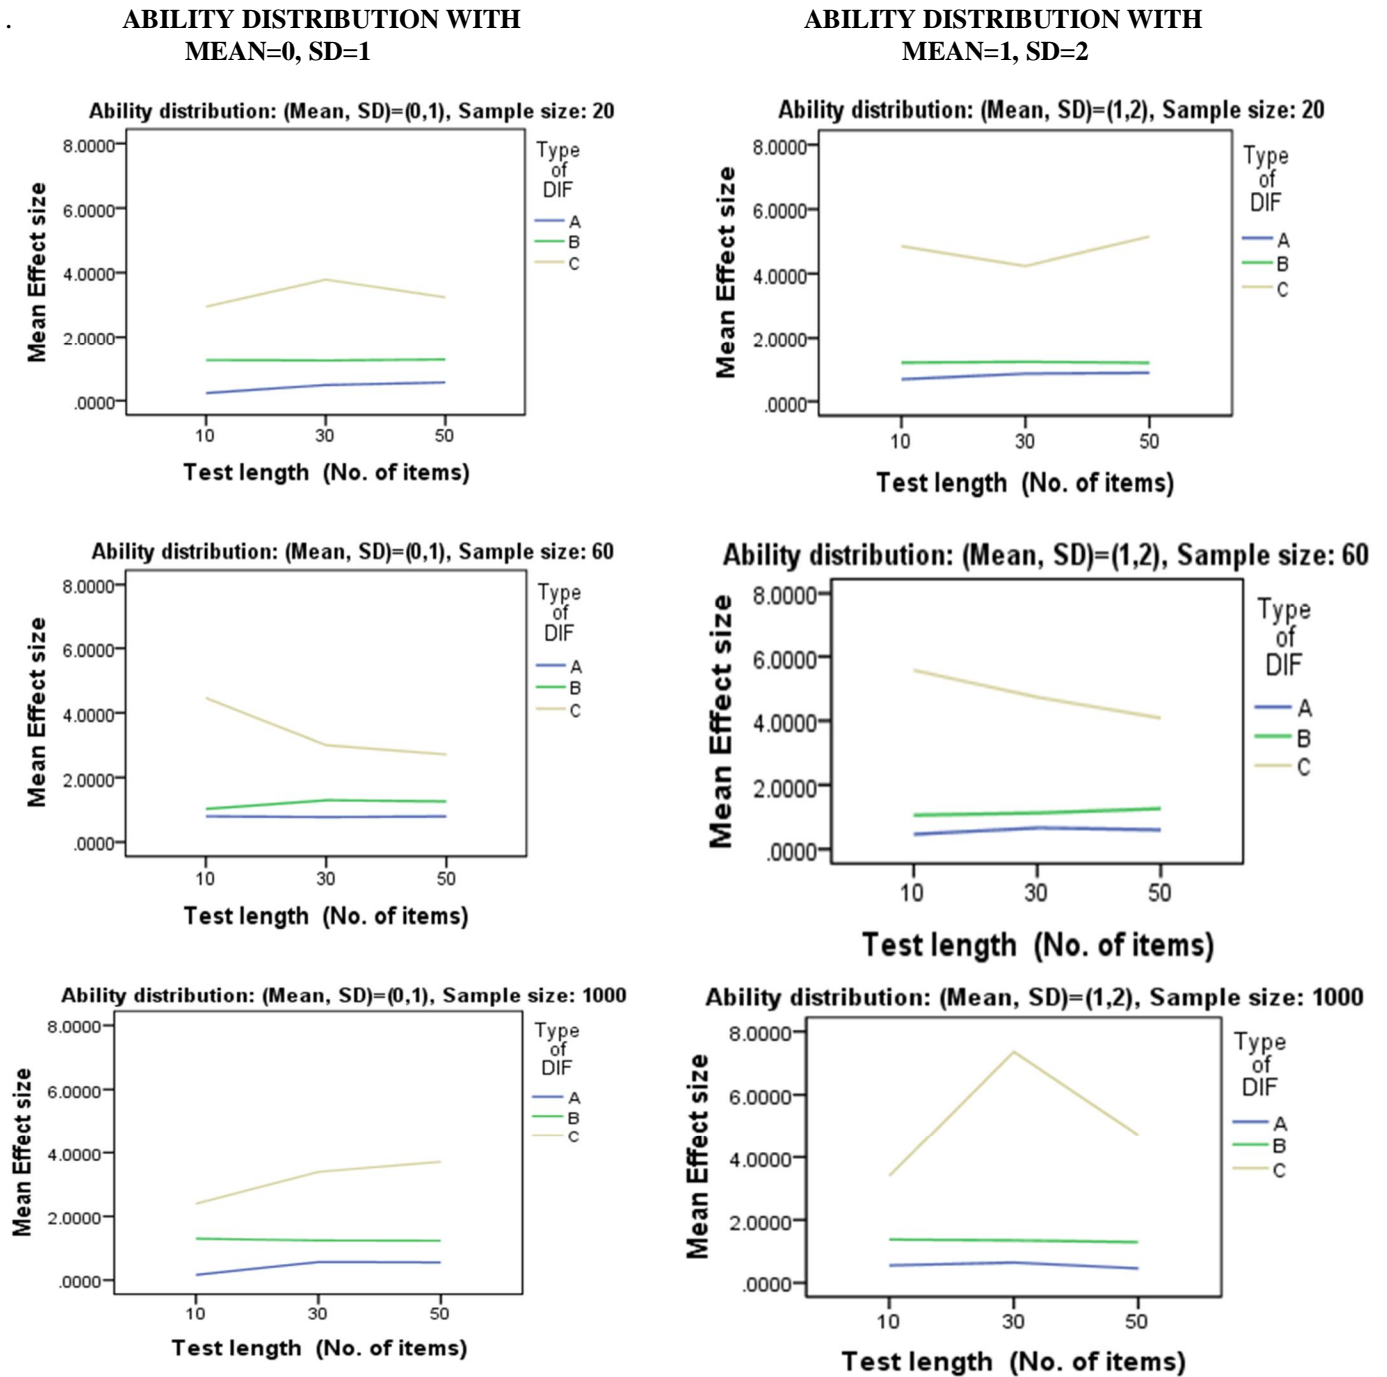 .
ABILITY DISTRIBUTION WITH
MEAN=0, SD=1
ABILITY DISTRIBUTION WITH
MEAN=1, SD=2
Ability distribution: (Mean, SD)=(0,1), Sample size: 20
8.0000
6.0000
4.0000
2.0000
.0000
Mean Effect size
10 30 50
Test length (No. of items)
Type
of
DIF
A
B
C
Ability distribution: (Mean, SD)=(1,2), Sample size: 20
8.0000
6.0000
4.0000
2.0000
.0000
Mean Effect size
10 30 50
Test length (No. of items)
Type
of
DIF
A
B
C
Ability distribution: (Mean, SD)=(0,1), Sample size: 60
8.0000
6.0000
4.0000
2.0000
.0000
Mean Effect size
10 30 50
Test length (No. of items)
Type
of
DIF
A
B
C
Ability distribution: (Mean, SD)=(1,2), Sample size: 60
8.0000
6.0000
4.0000
2.0000
.0000
Mean Effect size
10 30 50
Test length (No. of items)
Type
of
DIF
A
B
C
Ability distribution: (Mean, SD)=(0,1), Sample size: 1000
8.0000
6.0000
4.0000
2.0000
.0000
Mean Effect size
10 30 50
Test length (No. of items)
Type
of
DIF
A
B
C
Ability distribution: (Mean, SD)=(1,2), Sample size: 1000
8.0000
6.0000
4.0000
2.0000
.0000
Mean Effect size
10 30 50
Test length (No. of items)
Type
of
DIF
A
B
C